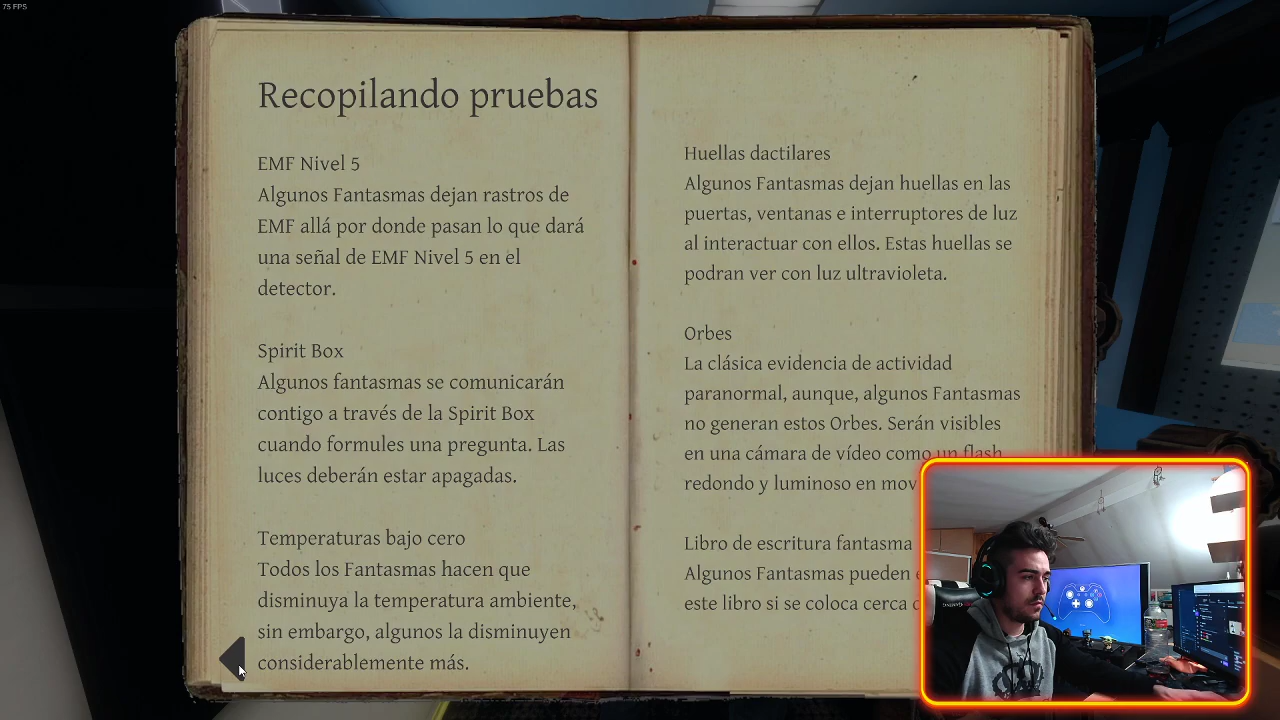 75 FPS
Recopilando pruebas
EMF Nivel 5
Algunos Fantasmas dejan rastros de
EMF allá por donde pasan lo que dará
una señal de EMF Nivel 5 en el
detector.
Spirit Box
Algunos fantasmas se comunicarán
contigo a través de la Spirit Box
cuando formules una pregunta. Las
luces deberán estar apagadas.
Temperaturas bajo cero
Todos los Fantasmas hacen que
disminuya la temperatura ambiente,
sin embargo, algunos la disminuyen
considerablemente más.
Huellas dactilares
Algunos Fantasmas dejan huellas en las
puertas, ventanas e interruptores de luz
al interactuar con ellos. Estas huellas se
podran ver con luz ultravioleta.
Orbes
La clásica evidencia de actividad
paranormal, aunque, algunos Fantasmas
no generan estos Orbes. Serán visibles
en una cámara de vídeo como un flash
redondo y luminoso en mov
Libro de escritura fantasma
Algunos Fantasmas pueden
este libro si se coloca cerca